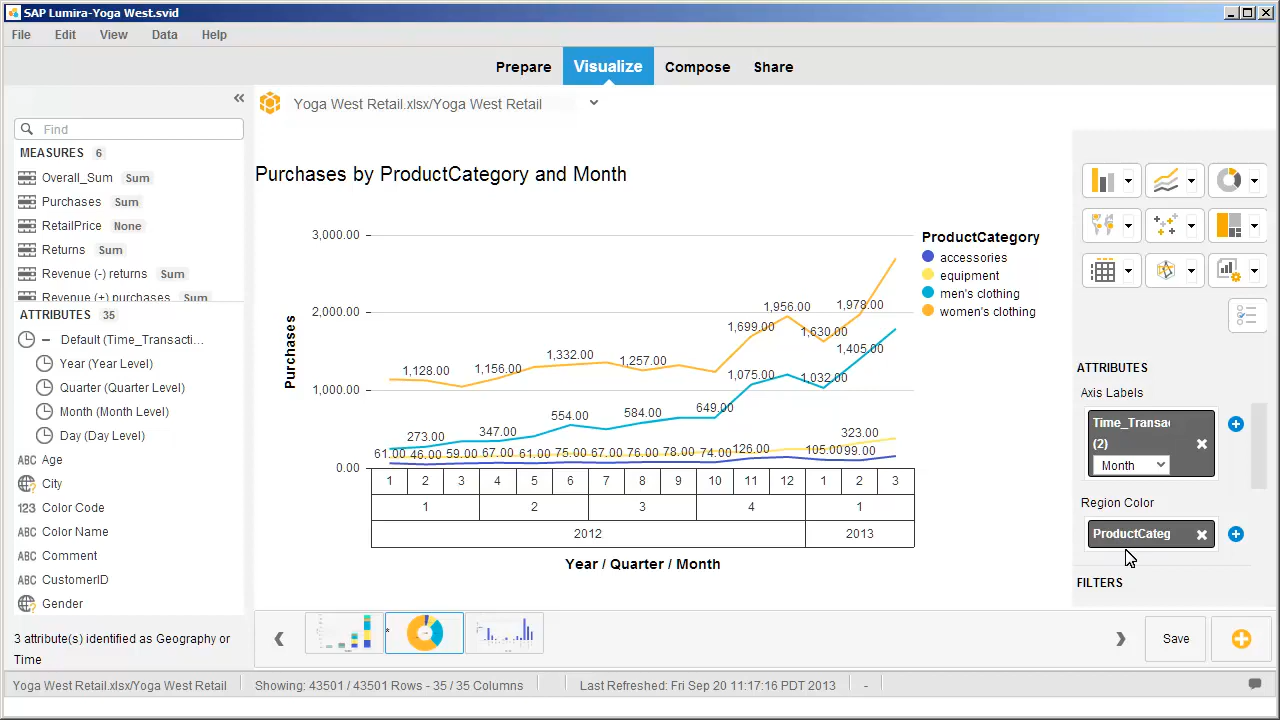 SAP Lumira-Yoga West.svid
File Edit View Data Help
Prepare Visualize Compose Share
Yoga West Retail.xlsx/Yoga West Retail
Find
MEASURES 6
Overall_Sum Sum
Purchases Sum
RetailPrice None
Returns Sum
Revenue (-) returns Sum
Revenue (+) purchases Sum
ATTRIBUTES 35
Default (Time_Transacti...
Year (Year Level)
Quarter (Quarter Level)
Month (Month Level)
Day (Day Level)
ABC Age
City
123 Color Code
ABC Color Name
ABC Comment
ABC CustomerID
Gender
3 attribute(s) identified as Geography or
Time
Purchases by ProductCategory and Month
Purchases
3,000.00
2,000.00
1,000.00
0.00
1,128.00 1,156.00 1,332.00 1,257.00 1,699.00 1,956.00 1,630.00 1,978.00
273.00 347.00 554.00 584.00 649.00 1,075.00 1,032.00 1,405.00
323.00
61.00 46.00 59.00 67.00 61.00 75.00 67.00 76.00 78.00 74.00 126.00 105.00 99.00
1 2 3 4 5 6 7 8 9 10 11 12 1 2 3
1 2 3 4 1
2012 2013
Year / Quarter / Month
ProductCategory
accessories
equipment
men's clothing
women's clothing
ATTRIBUTES
Axis Labels
Time_Transac
(2)
Month
Region Color
ProductCateg
FILTERS
*
Save
Yoga West Retail.xlsx/Yoga West Retail Showing: 43501 / 43501 Rows - 35 / 35 Columns Last Refreshed: Fri Sep 20 11:17:16 PDT 2013 -